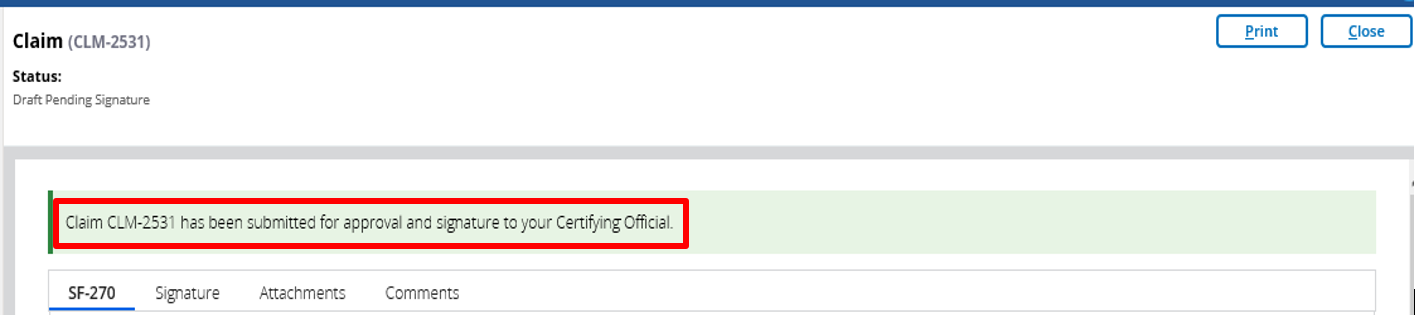 Claim (CLM-2531)
Print
Close
Status:
Draft Pending Signature
Claim CLM-2531 has been submitted for approval and signature to your Certifying Official.
SF-270 Signature Attachments Comments